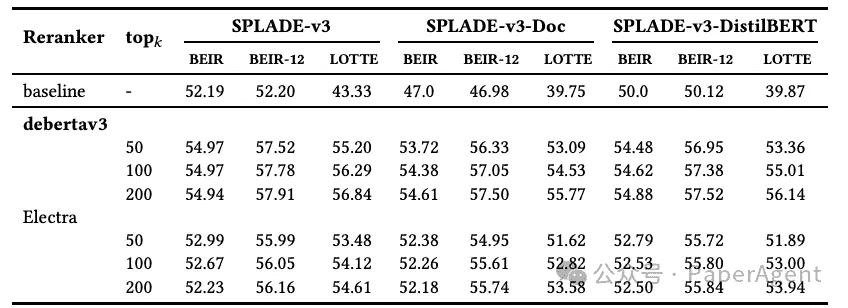 Reranker topk SPLADE-v3 SPLADE-v3-Doc SPLADE-v3-DistilBERT
BEIR BEIR-12 LOTTE BEIR BEIR-12 LOTTE BEIR BEIR-12 LOTTE
baseline - 52.19 52.20 43.33 47.0 46.98 39.75 50.0 50.12 39.87
debertav3
50 54.97 57.52 55.20 53.72 56.33 53.09 54.48 56.95 53.36
100 54.97 57.78 56.29 54.38 57.05 54.53 54.62 57.38 55.01
200 54.94 57.91 56.84 54.61 57.50 55.77 54.88 57.52 56.14
Electra
50 52.99 55.99 53.48 52.38 54.95 51.62 52.79 55.72 51.89
100 52.67 56.05 54.12 52.26 55.61 52.82 52.53 55.80 53.00
200 52.23 56.16 54.61 52.18 55.74 53.58 52.50 55.84 53.94
公众号 · PaperAgent